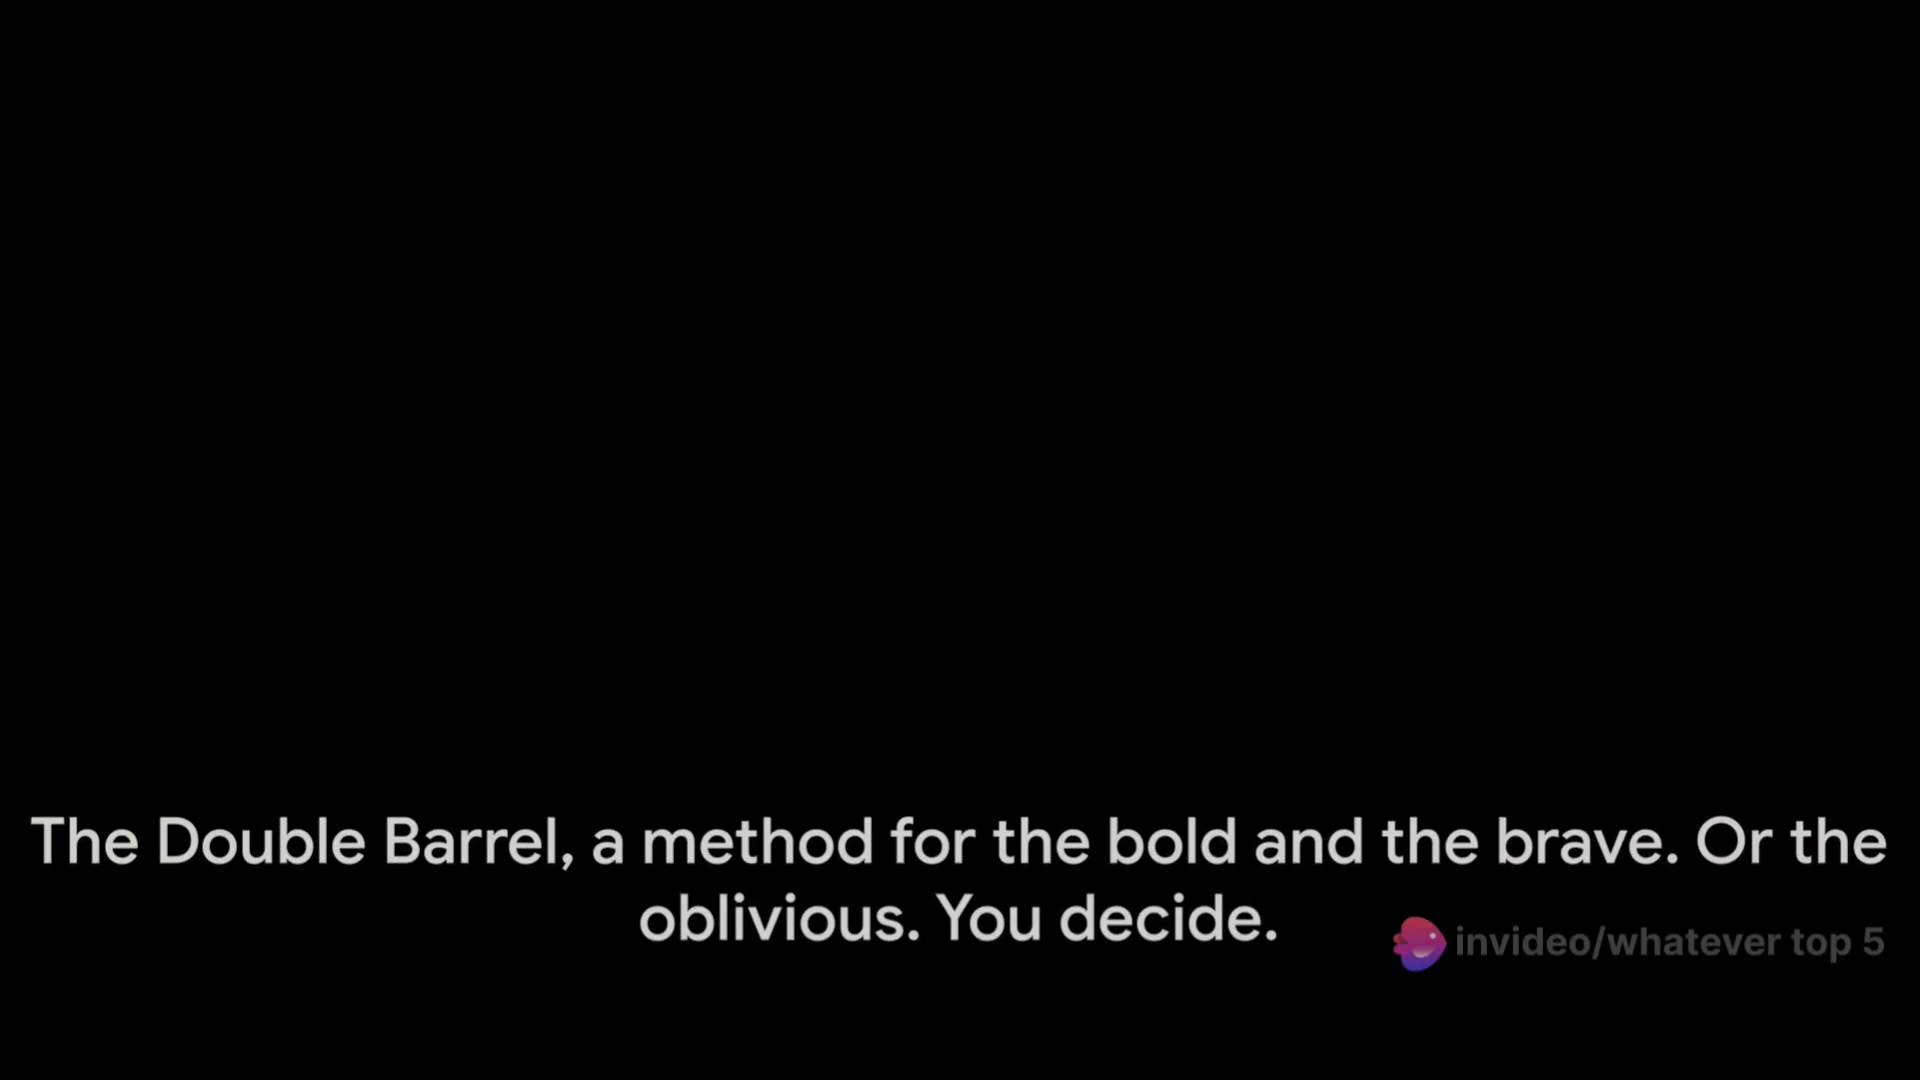 The Double Barrel, a method for the bold and the brave. Or the
oblivious. You decide.
invideo/whatever top 5